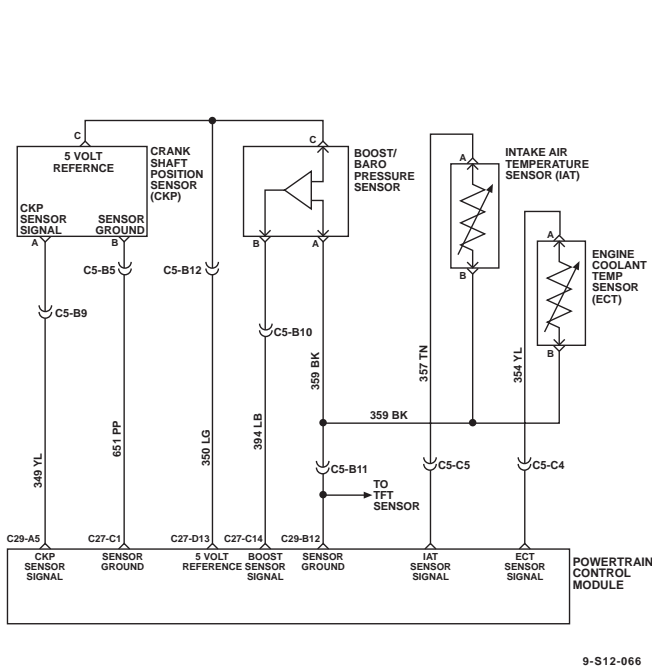 C
5 VOLT
REFERNCE
CRANK
SHAFT
POSITION
SENSOR
(CKP)
CKP
SENSOR
SIGNAL
SENSOR
GROUND
A
B
C
BOOST/
BARO
PRESSURE
SENSOR
B
A
A
INTAKE AIR
TEMPERATURE
SENSOR (IAT)
B
A
ENGINE
COOLANT
TEMP
SENSOR
(ECT)
B
C5-B5
C5-B12
C5-B9
C5-B10
359 BK
357 TN
354 YL
359 BK
349 YL
651 PP
350 LG
394 LB
C5-B11
C5-C5
C5-C4
TO
TFT
SENSOR
C29-A5
C27-C1
C27-D13
C27-C14
C29-B12
CKP
SENSOR
SIGNAL
SENSOR
GROUND
5 VOLT
REFERENCE
BOOST
SENSOR
SIGNAL
SENSOR
GROUND
IAT
SENSOR
SIGNAL
ECT
SENSOR
SIGNAL
POWERTRAIN
CONTROL
MODULE
9-S12-066